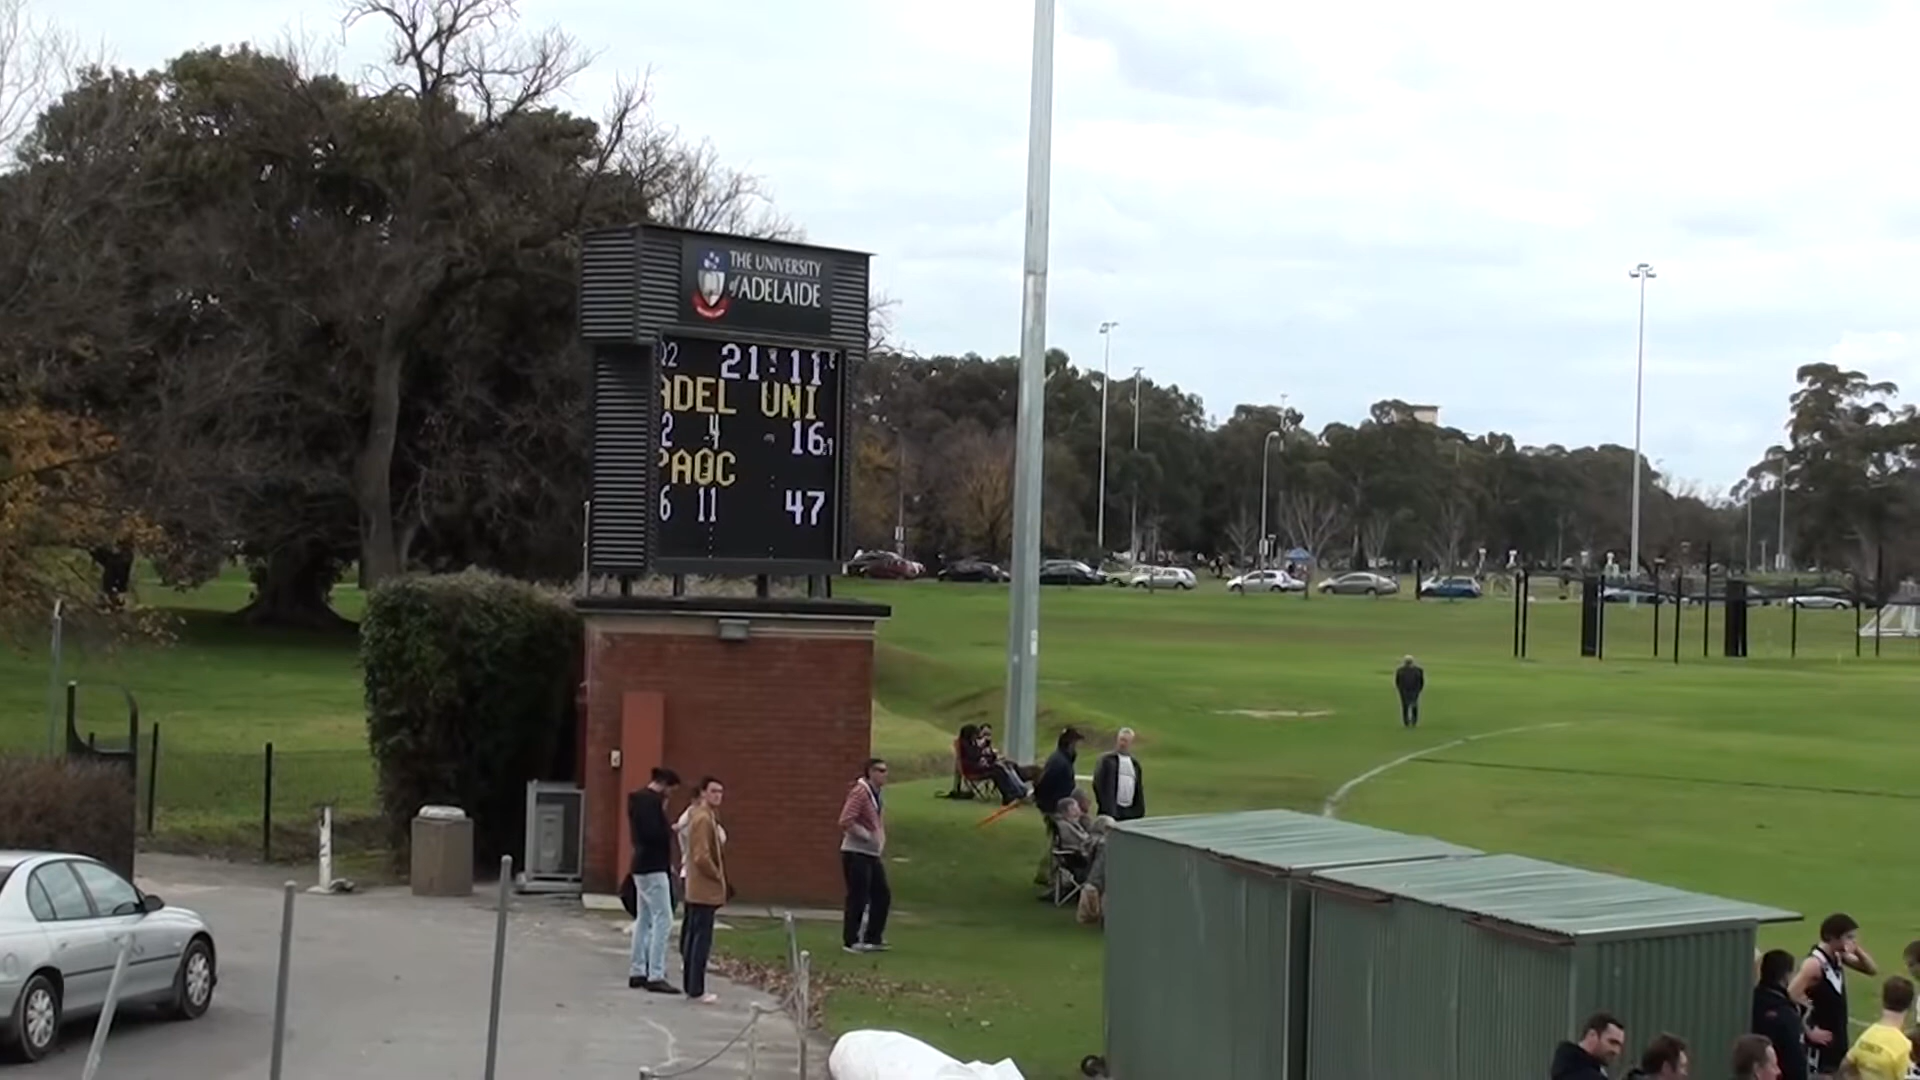 THE UNIVERSITY
of ADELAIDE
Q2 21:11
ADEL UNI
2 4 16
PAOC
6 11 47